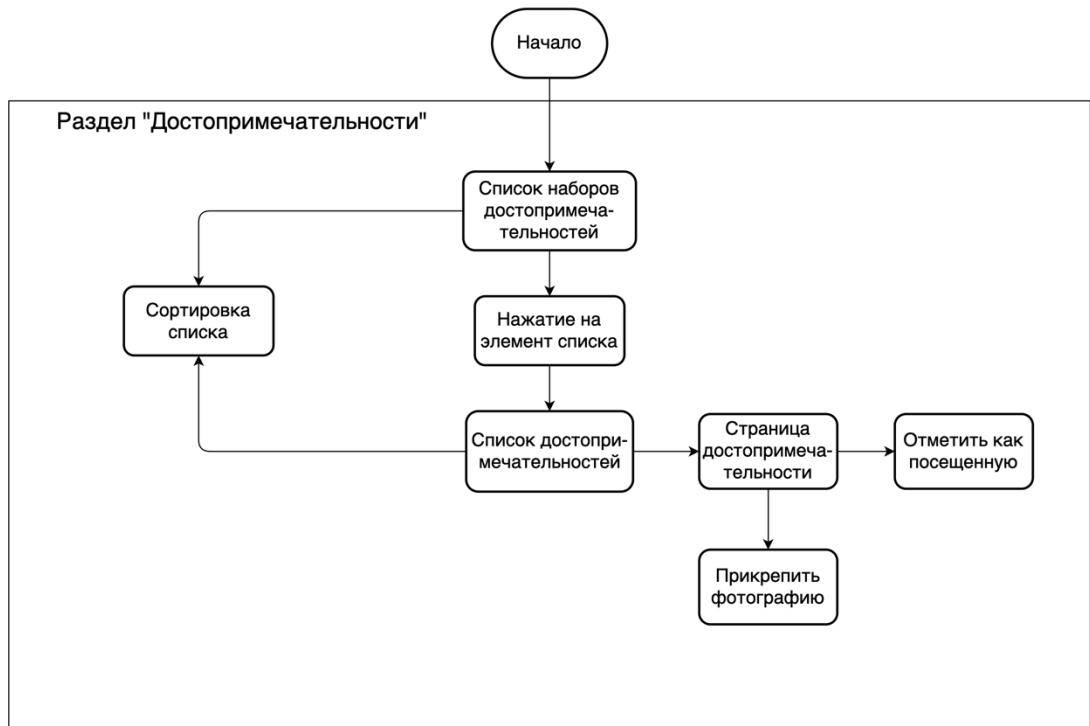 Начало
Раздел "Достопримечательности"
Список наборов
достопримеча-
тельностей
Сортировка
списка
Нажатие на
элемент списка
Список достопри-
мечательностей
Страница
достопримеча-
тельности
Отметить как
посещенную
Прикрепить
фотографию